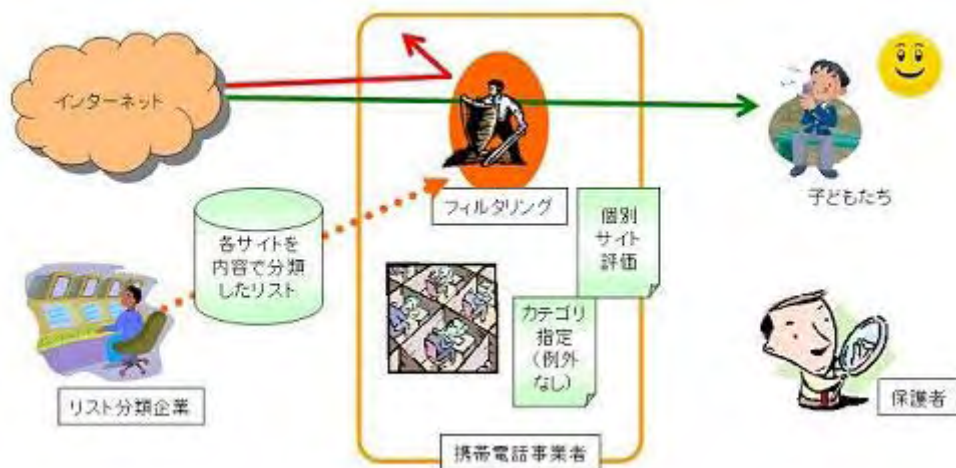 インターネット
フィルタリング
子どもたち
各サイトを
内容で分類
したリスト
個別
サイト
評価
カテゴリ
指定
(例外
なし)
リスト分類企業
保護者
携帯電話事業者